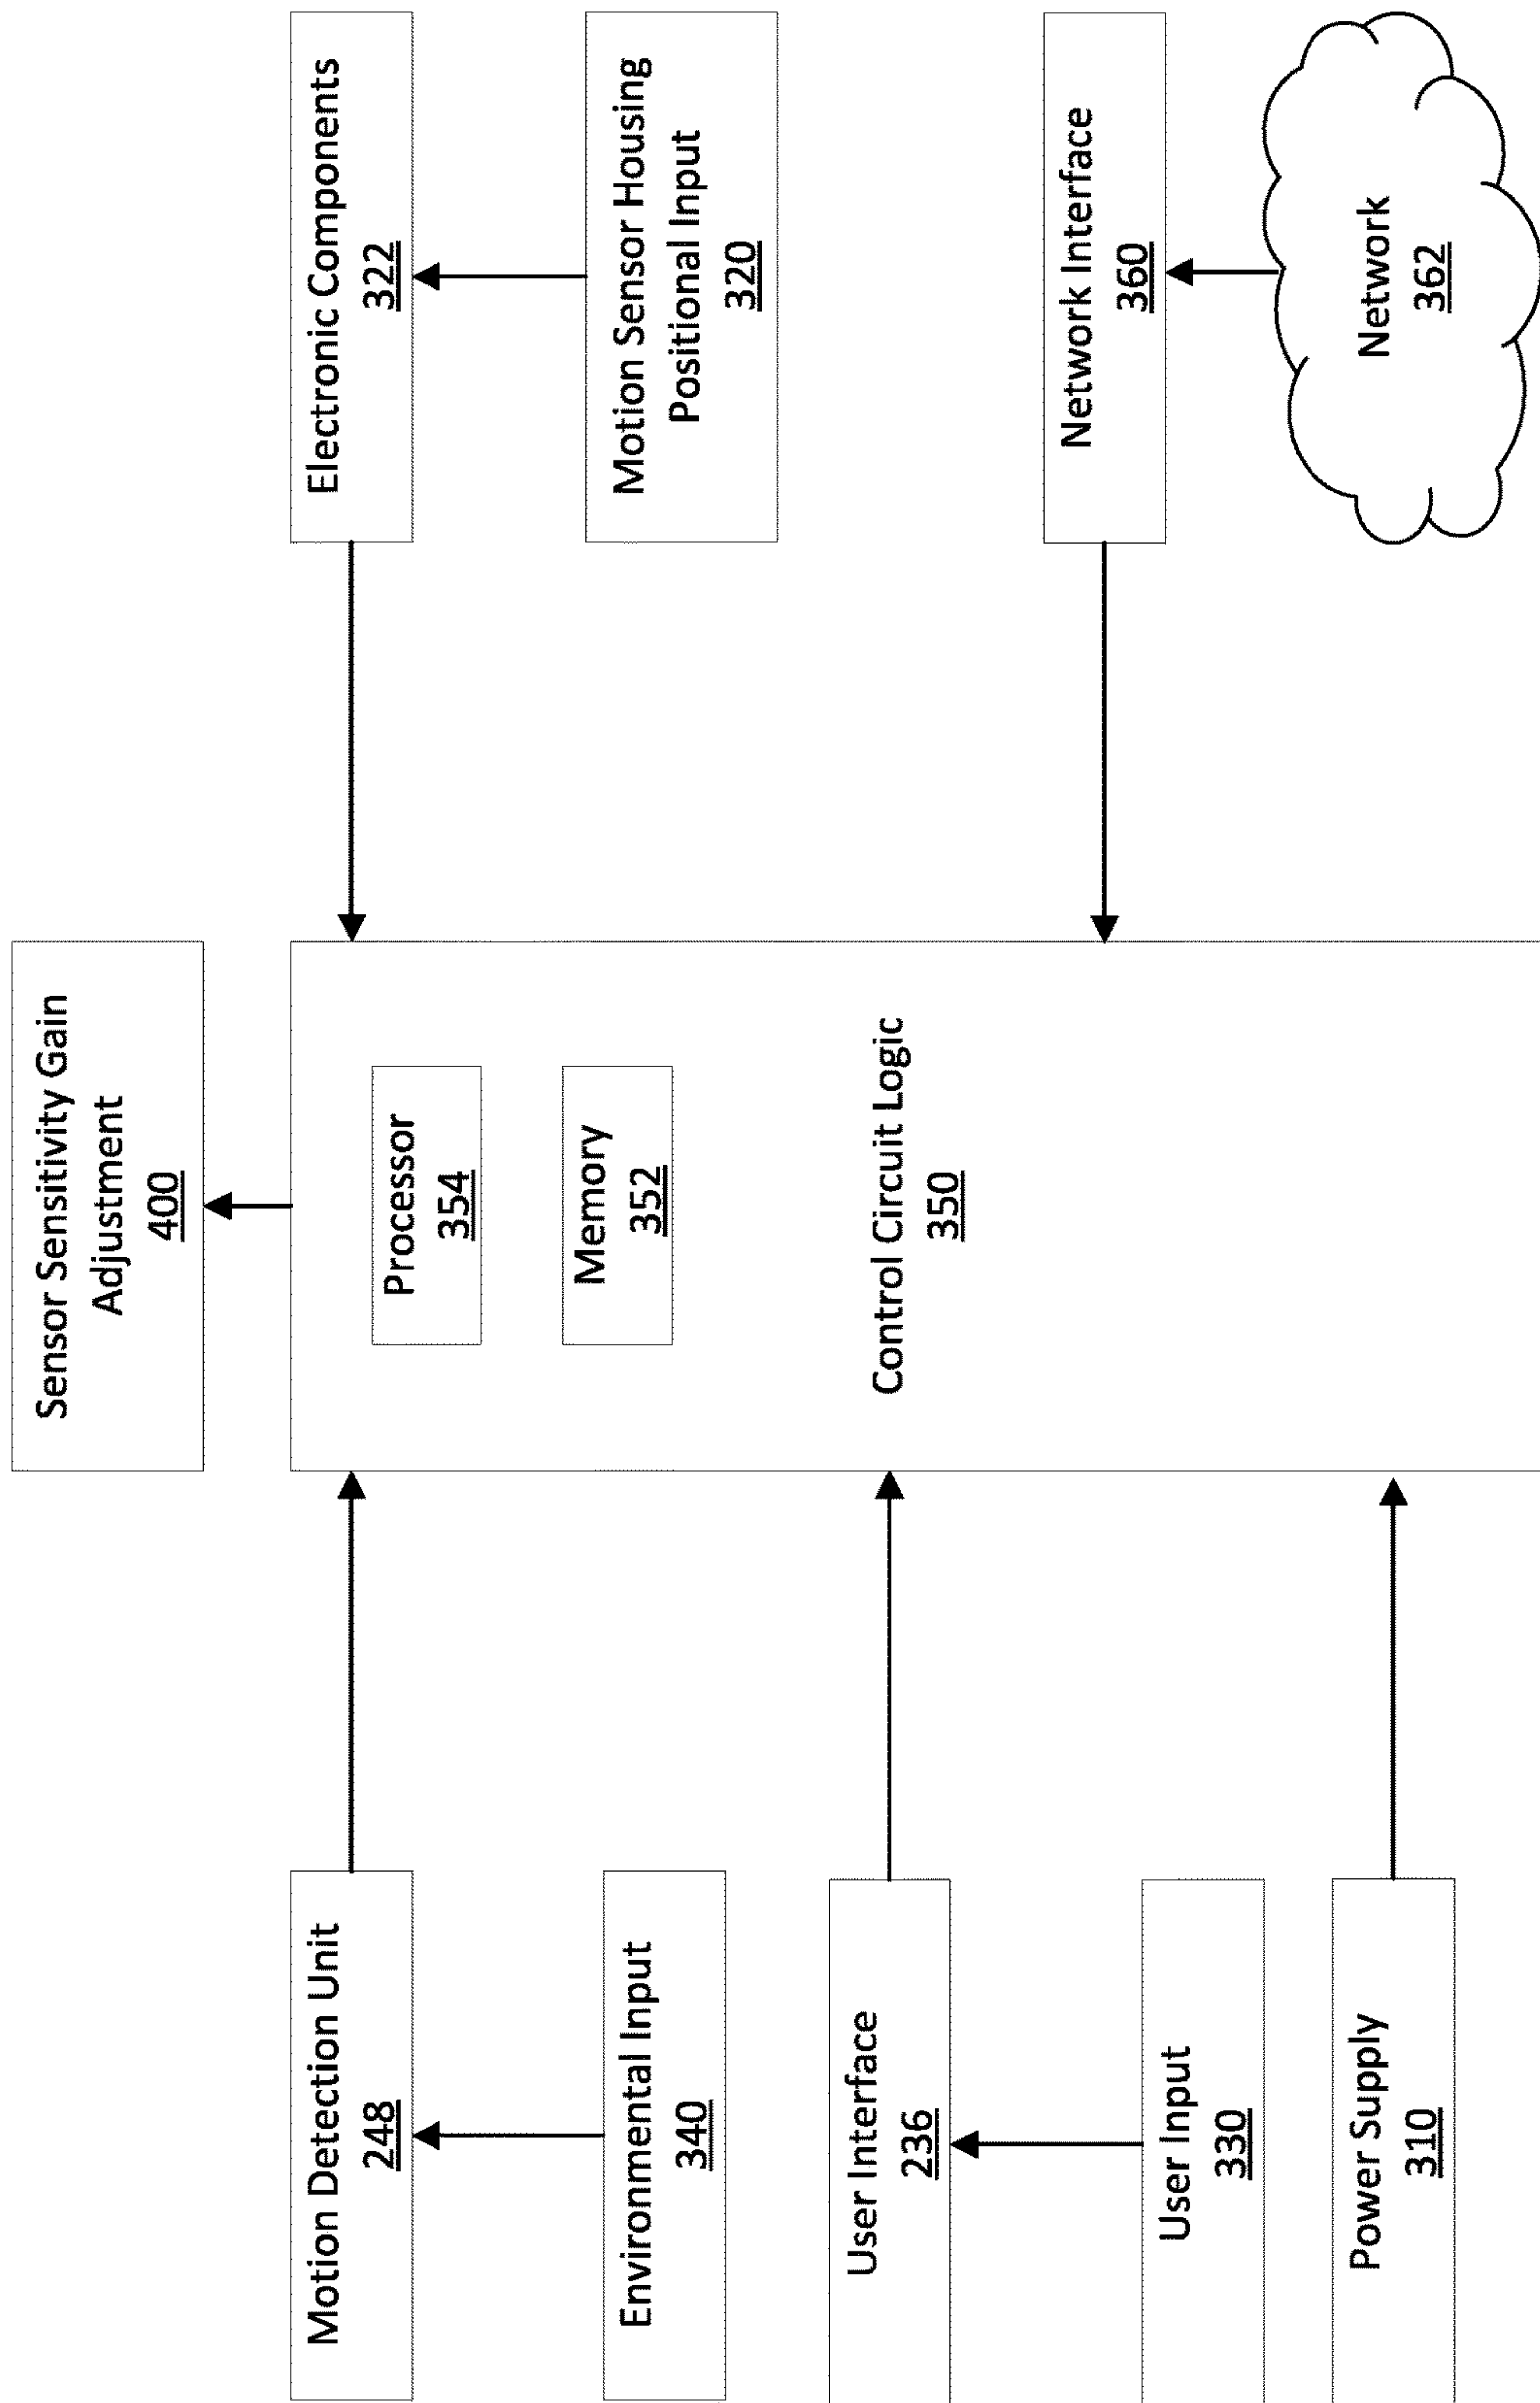 Sensor Sensitivity Gain
Adjustment
400
Motion Detection Unit
248
Environmental Input
340
User Interface
236
User Input
330
Power Supply
310
Processor
354
Memory
352
Control Circuit Logic
350
Electronic Components
322
Motion Sensor Housing
Positional Input
320
Network Interface
360
Network
362